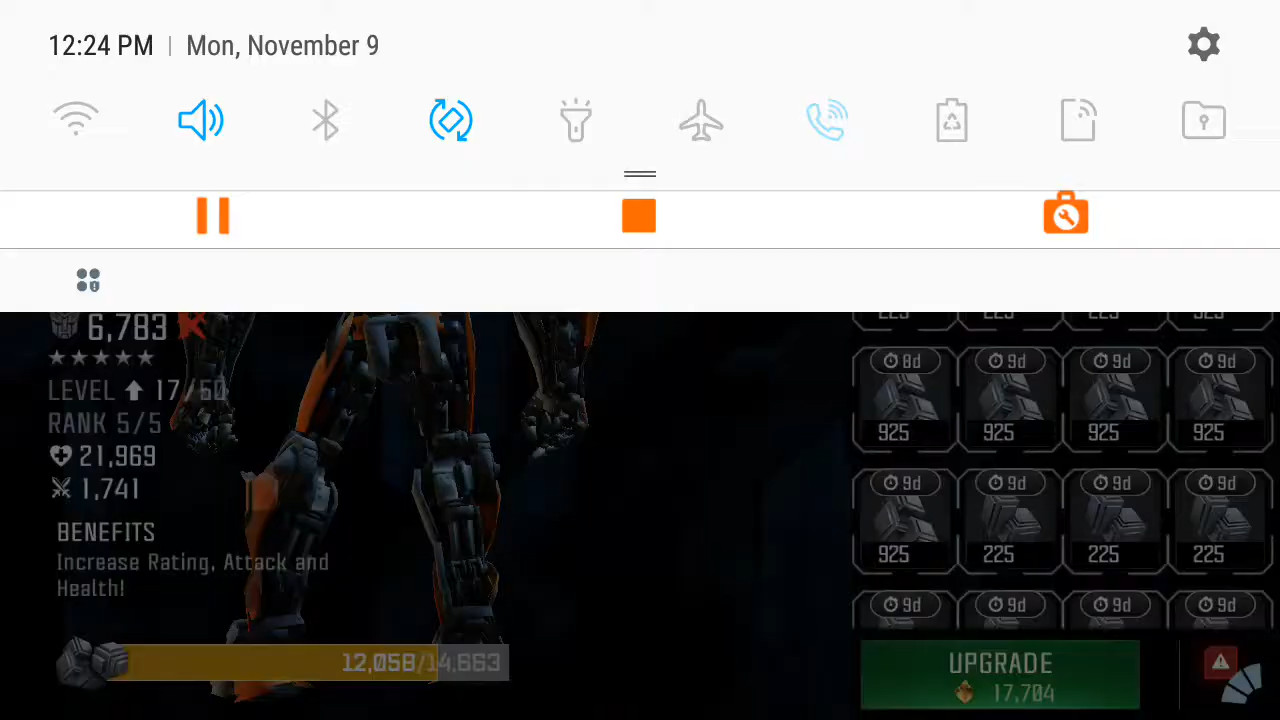 12:24 PM | Mon, November 9
6,783
LEVEL 17/50
RANK 5/5
21,969
1,741
BENEFITS
Increase Rating, Attack and
Health!
12,058/14,663
8d 9d 9d 9d
925 925 925 925
9d 9d 9d 9d
925 225 225 225
9d 9d 9d 9d
UPGRADE
17,704